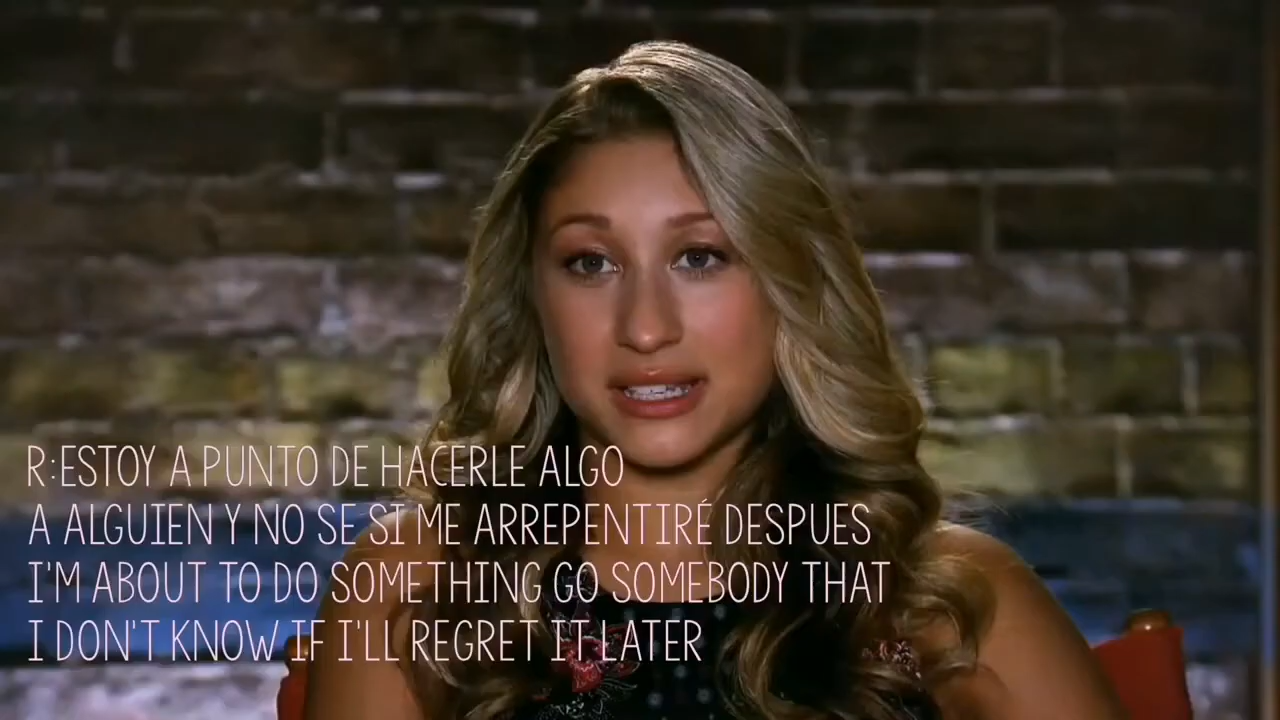 R:ESTOY A PUNTO DE HACERLE ALGO
A ALGUIEN Y NO SE SI ME ARREPENTIRÉ DESPUES
I'M ABOUT TO DO SOMETHING GO SOMEBODY THAT
I DON'T KNOW IF I'LL REGRET IT LATER